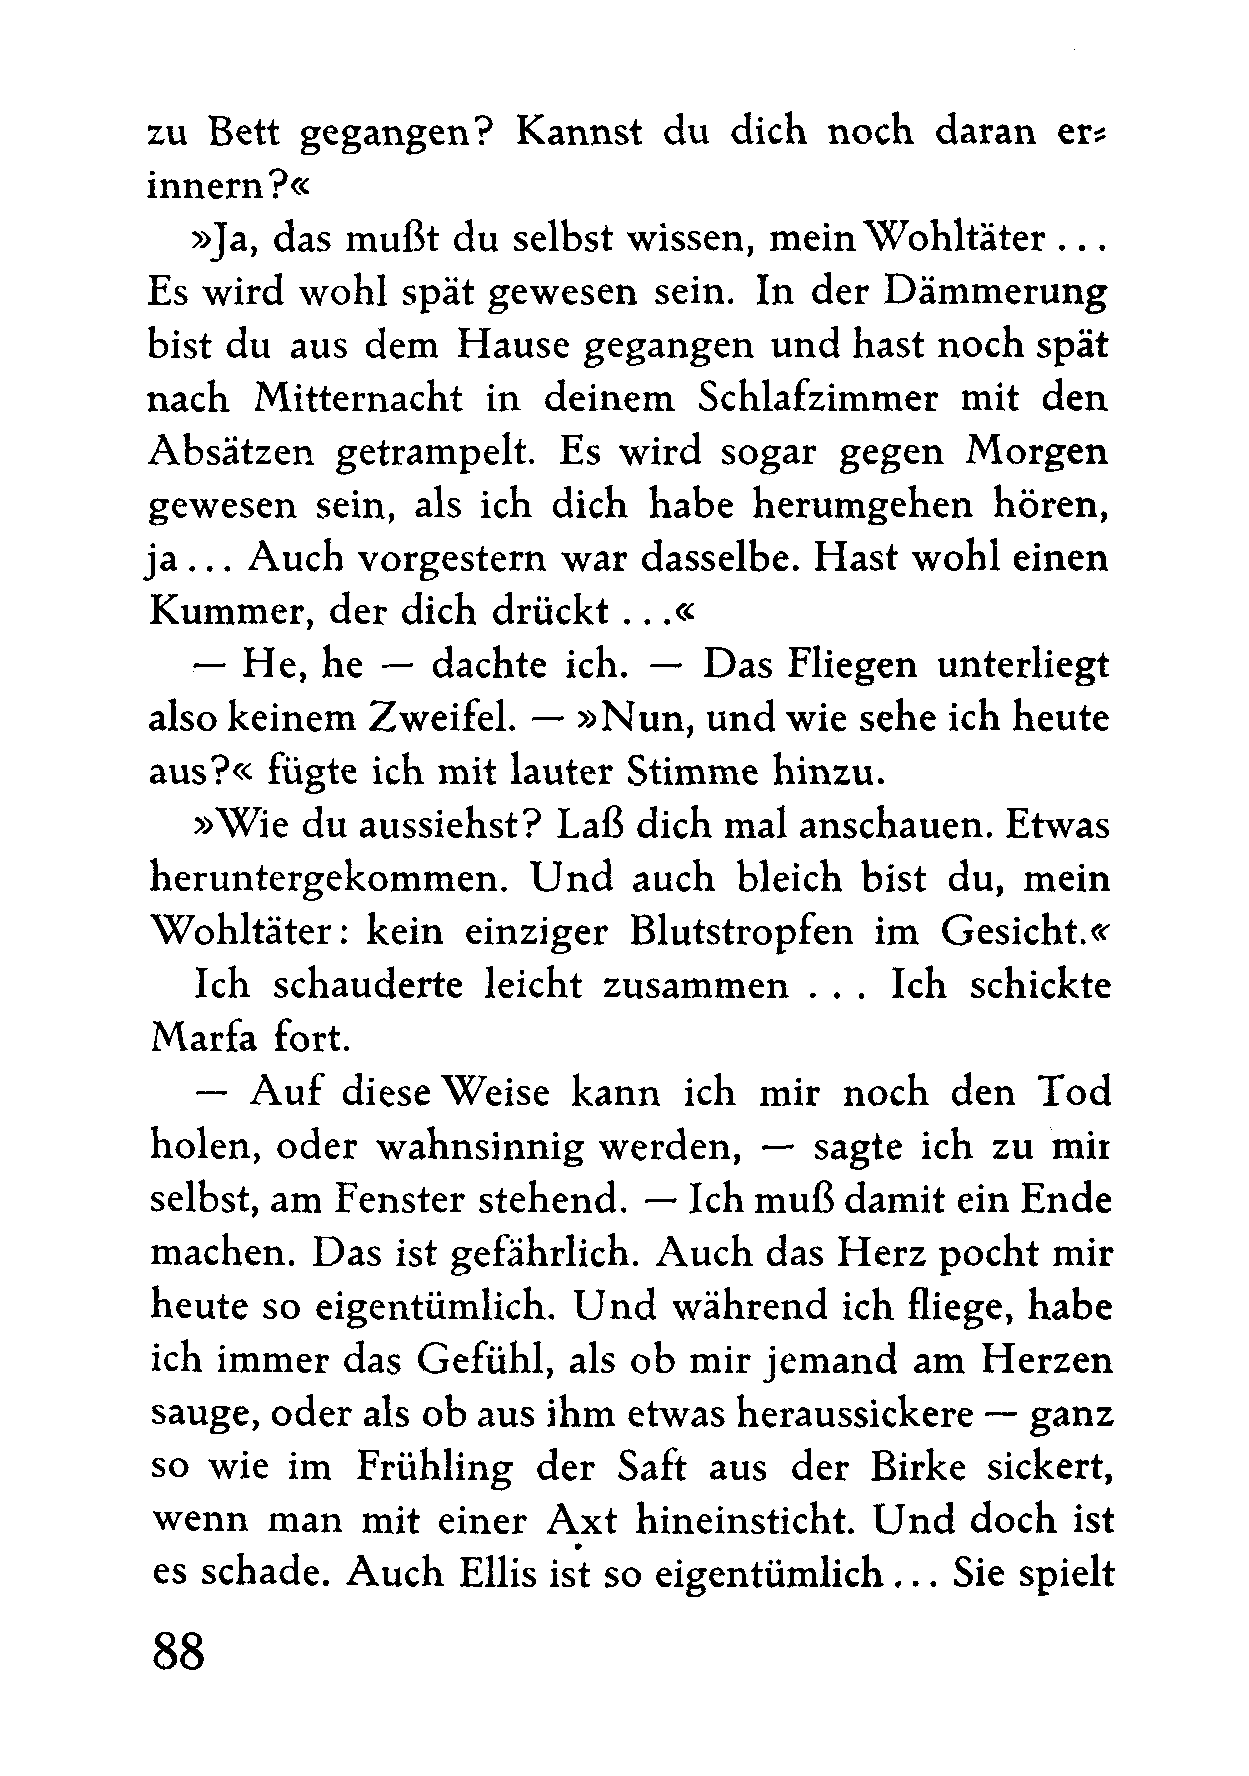 zu Bett gegangen? Kannst du dich noch daran er⸗
innern?«
»Ja, das mußt du selbst wissen, mein Wohltäter ...
Es wird wohl spät gewesen sein. In der Dämmerung
bist du aus dem Hause gegangen und hast noch spät
nach Mitternacht in deinem Schlafzimmer mit den
Absätzen getrampelt. Es wird sogar gegen Morgen
gewesen sein, als ich dich habe herumgehen hören,
ja ... Auch vorgestern war dasselbe. Hast wohl einen
Kummer, der dich drückt ...«
— He, he — dachte ich. — Das Fliegen unterliegt
also keinem Zweifel. — »Nun, und wie sehe ich heute
aus?« fügte ich mit lauter Stimme hinzu.
»Wie du aussiehst? Laß dich mal anschauen. Etwas
heruntergekommen. Und auch bleich bist du, mein
Wohltäter: kein einziger Blutstropfen im Gesicht.«
Ich schauderte leicht zusammen ... Ich schickte
Marfa fort.
— Auf diese Weise kann ich mir noch den Tod
holen, oder wahnsinnig werden, — sagte ich zu mir
selbst, am Fenster stehend. — Ich muß damit ein Ende
machen. Das ist gefährlich. Auch das Herz pocht mir
heute so eigentümlich. Und während ich fliege, habe
ich immer das Gefühl, als ob mir jemand am Herzen
sauge, oder als ob aus ihm etwas heraussickere — ganz
so wie im Frühling der Saft aus der Birke sickert,
wenn man mit einer Axt hineinsticht. Und doch ist
es schade. Auch Ellis ist so eigentümlich ... Sie spielt
88